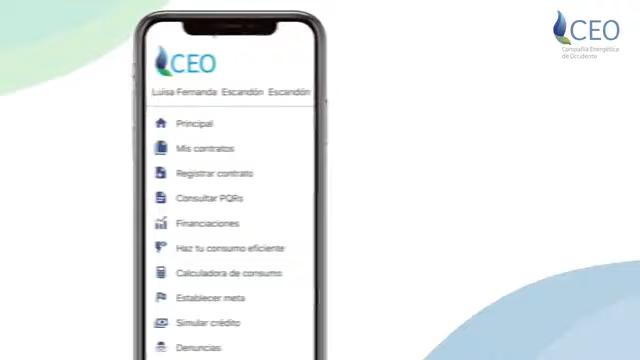 CEO
Luisa Fernanda Escandón Escandón
Principal
Mis contratos
Registrar contrato
Consultar PQRs
Financiaciones
Haz tu consumo eficiente
Calculadora de consumo
Establecer meta
Simular crédito
Denuncias
CEO
Compañía Energética
de Occidente